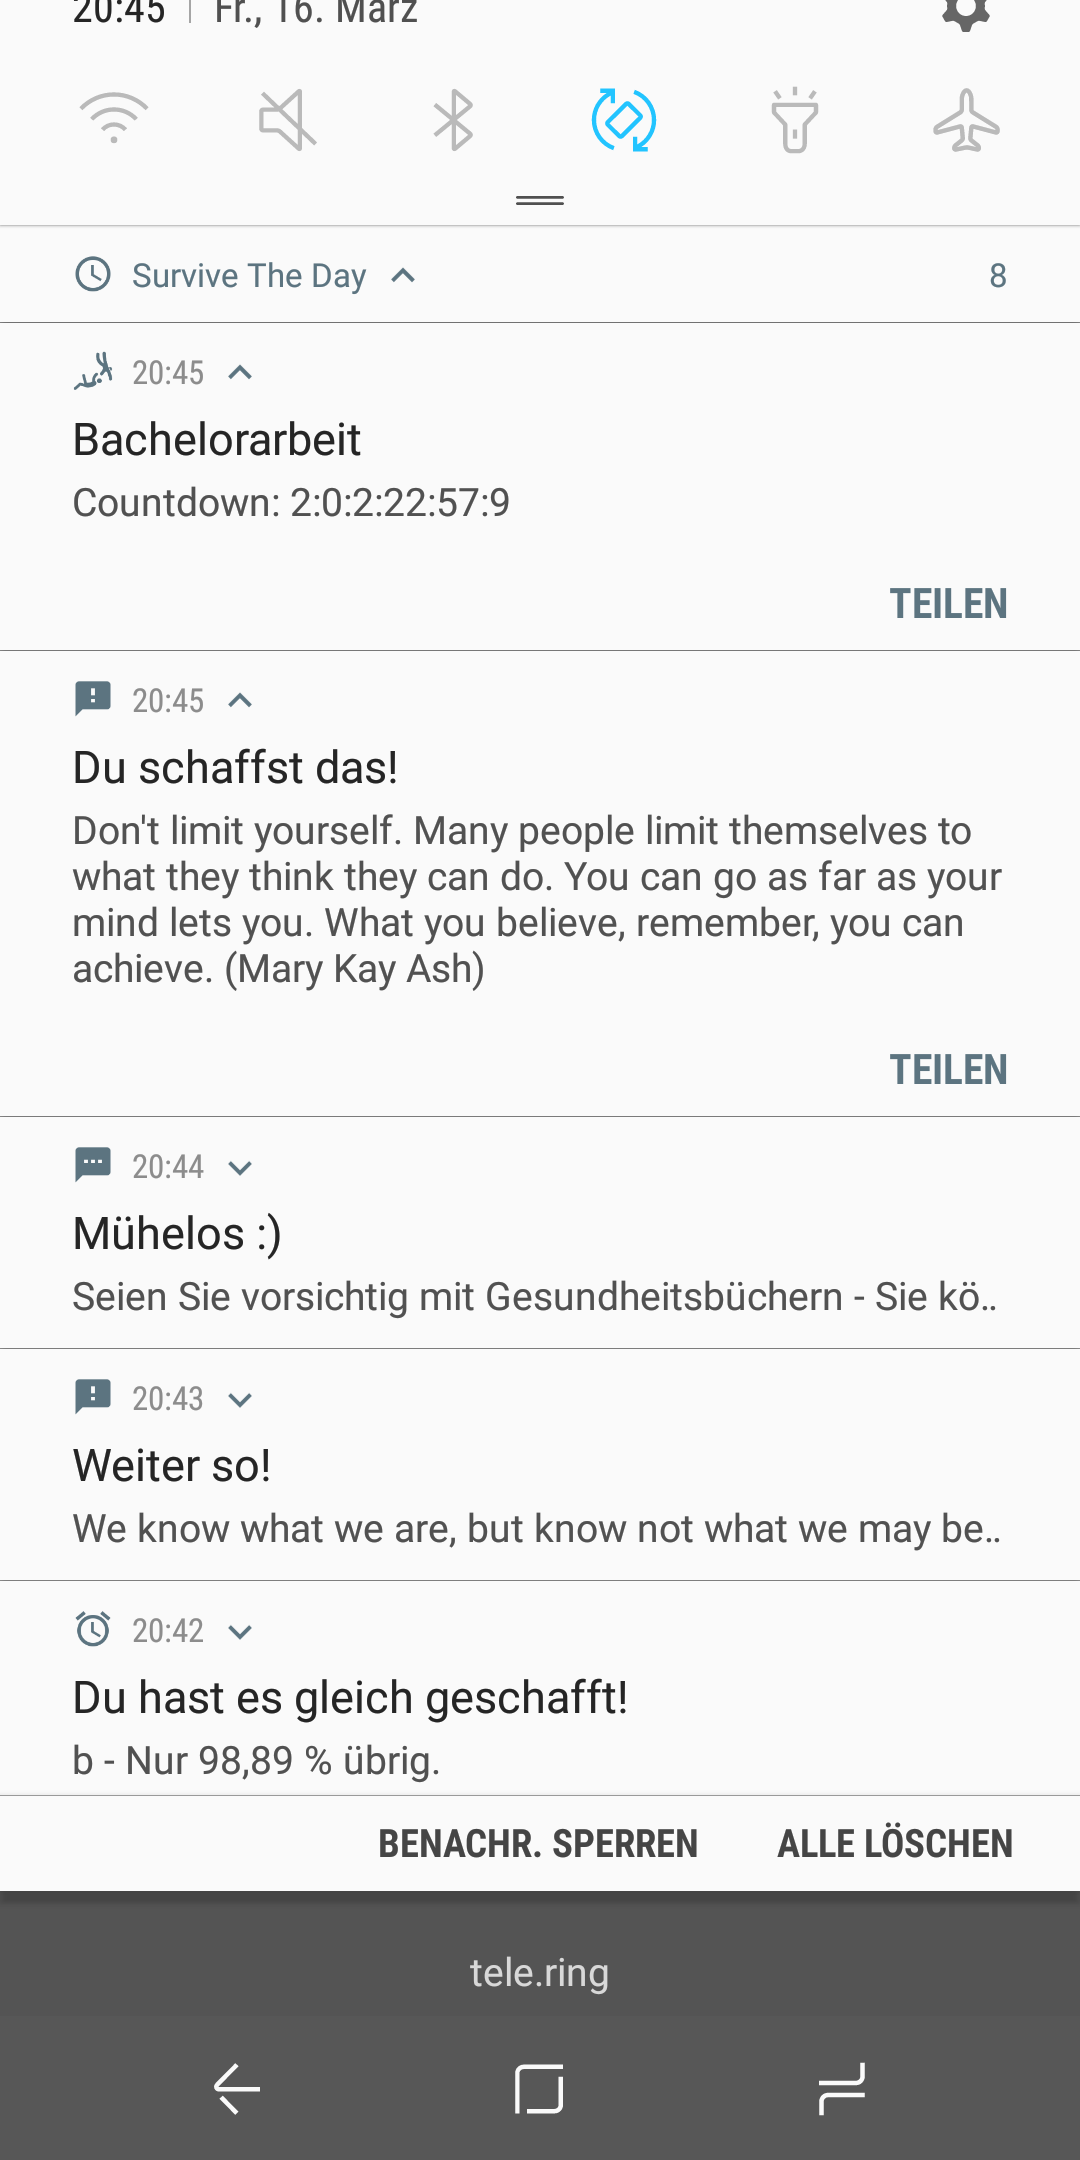 20:45 | Fr., 16. März
Survive The Day 8
20:45
Bachelorarbeit
Countdown: 2:0:2:22:57:9
TEILEN
20:45
Du schaffst das!
Don't limit yourself. Many people limit themselves to
what they think they can do. You can go as far as your
mind lets you. What you believe, remember, you can
achieve. (Mary Kay Ash)
TEILEN
20:44
Mühelos :)
Seien Sie vorsichtig mit Gesundheitsbüchern - Sie kö..
20:43
Weiter so!
We know what we are, but know not what we may be..
20:42
Du hast es gleich geschafft!
b - Nur 98,89 % übrig.
BENACHR. SPERREN ALLE LÖSCHEN
tele.ring